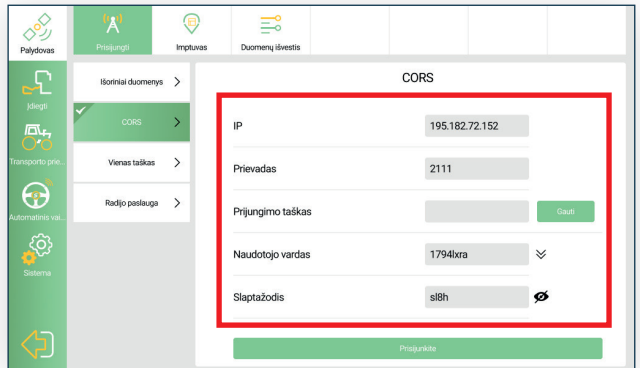 Palydovas
Prisijungti
Imptuvas
Duomenų išvestis
Įdiegti
Transporto prie...
Automatinis vai...
Sistema
Išoriniai duomenys
CORS
Vienas taškas
Radijo paslauga
CORS
IP 195.182.72.152
Prievadas 2111
Prijungimo taškas Gauti
Naudotojo vardas 1794lxra
Slaptažodis sl8h
Prisijunkite